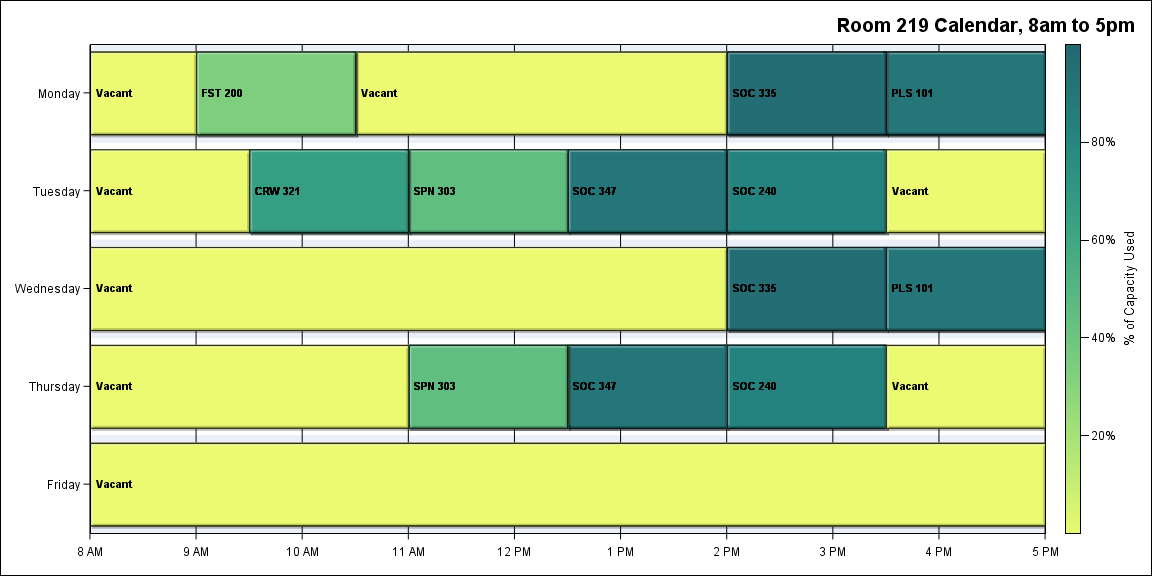 Room 219 Calendar, 8am to 5pm
Monday Vacant FST 200 Vacant SOC 335 PLS 101
Tuesday Vacant CRW 321 SPN 303 SOC 347 SOC 240 Vacant
Wednesday Vacant SOC 335 PLS 101
Thursday Vacant SPN 303 SOC 347 SOC 240 Vacant
Friday Vacant
8 AM 9 AM 10 AM 11 AM 12 PM 1 PM 2 PM 3 PM 4 PM 5 PM
80%
60%
40%
20%
% of Capacity Used